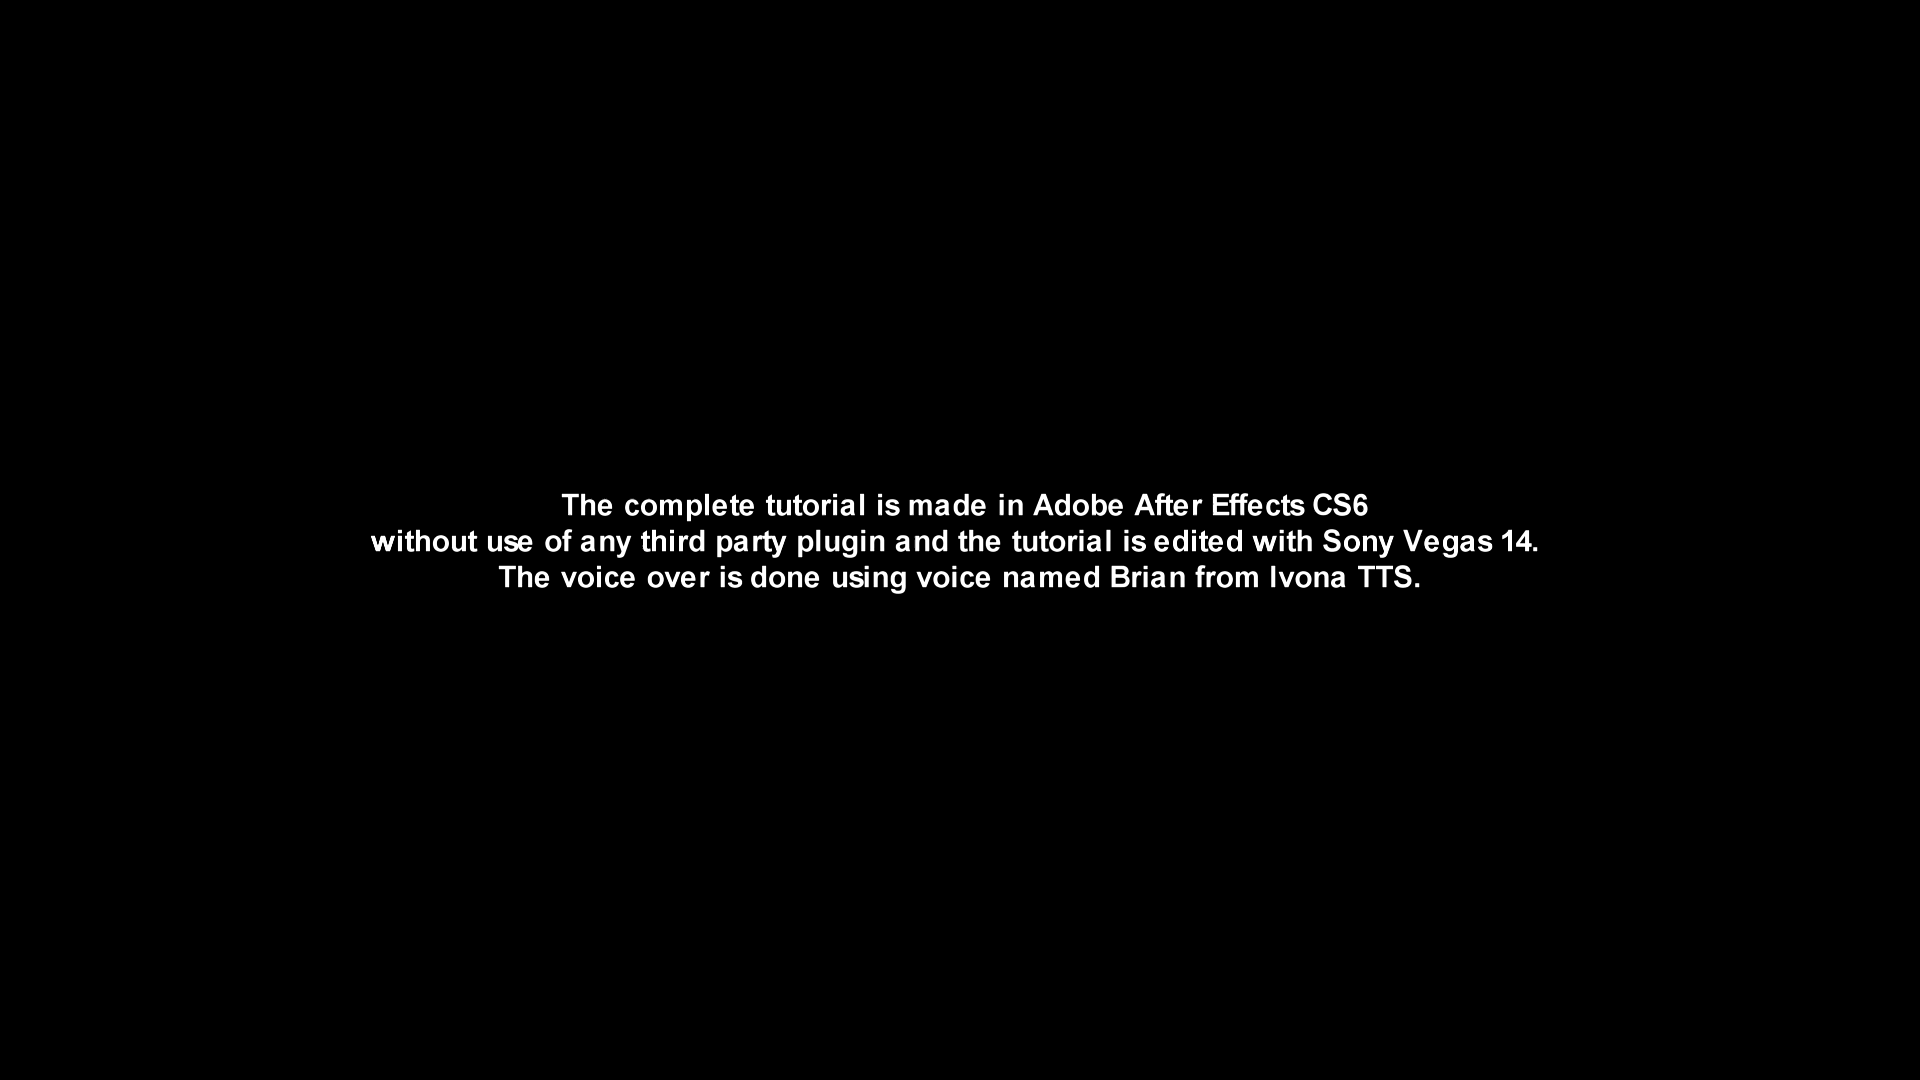 The complete tutorial is made in Adobe After Effects CS6
without use of any third party plugin and the tutorial is edited with Sony Vegas 14.
The voice over is done using voice named Brian from Ivona TTS.